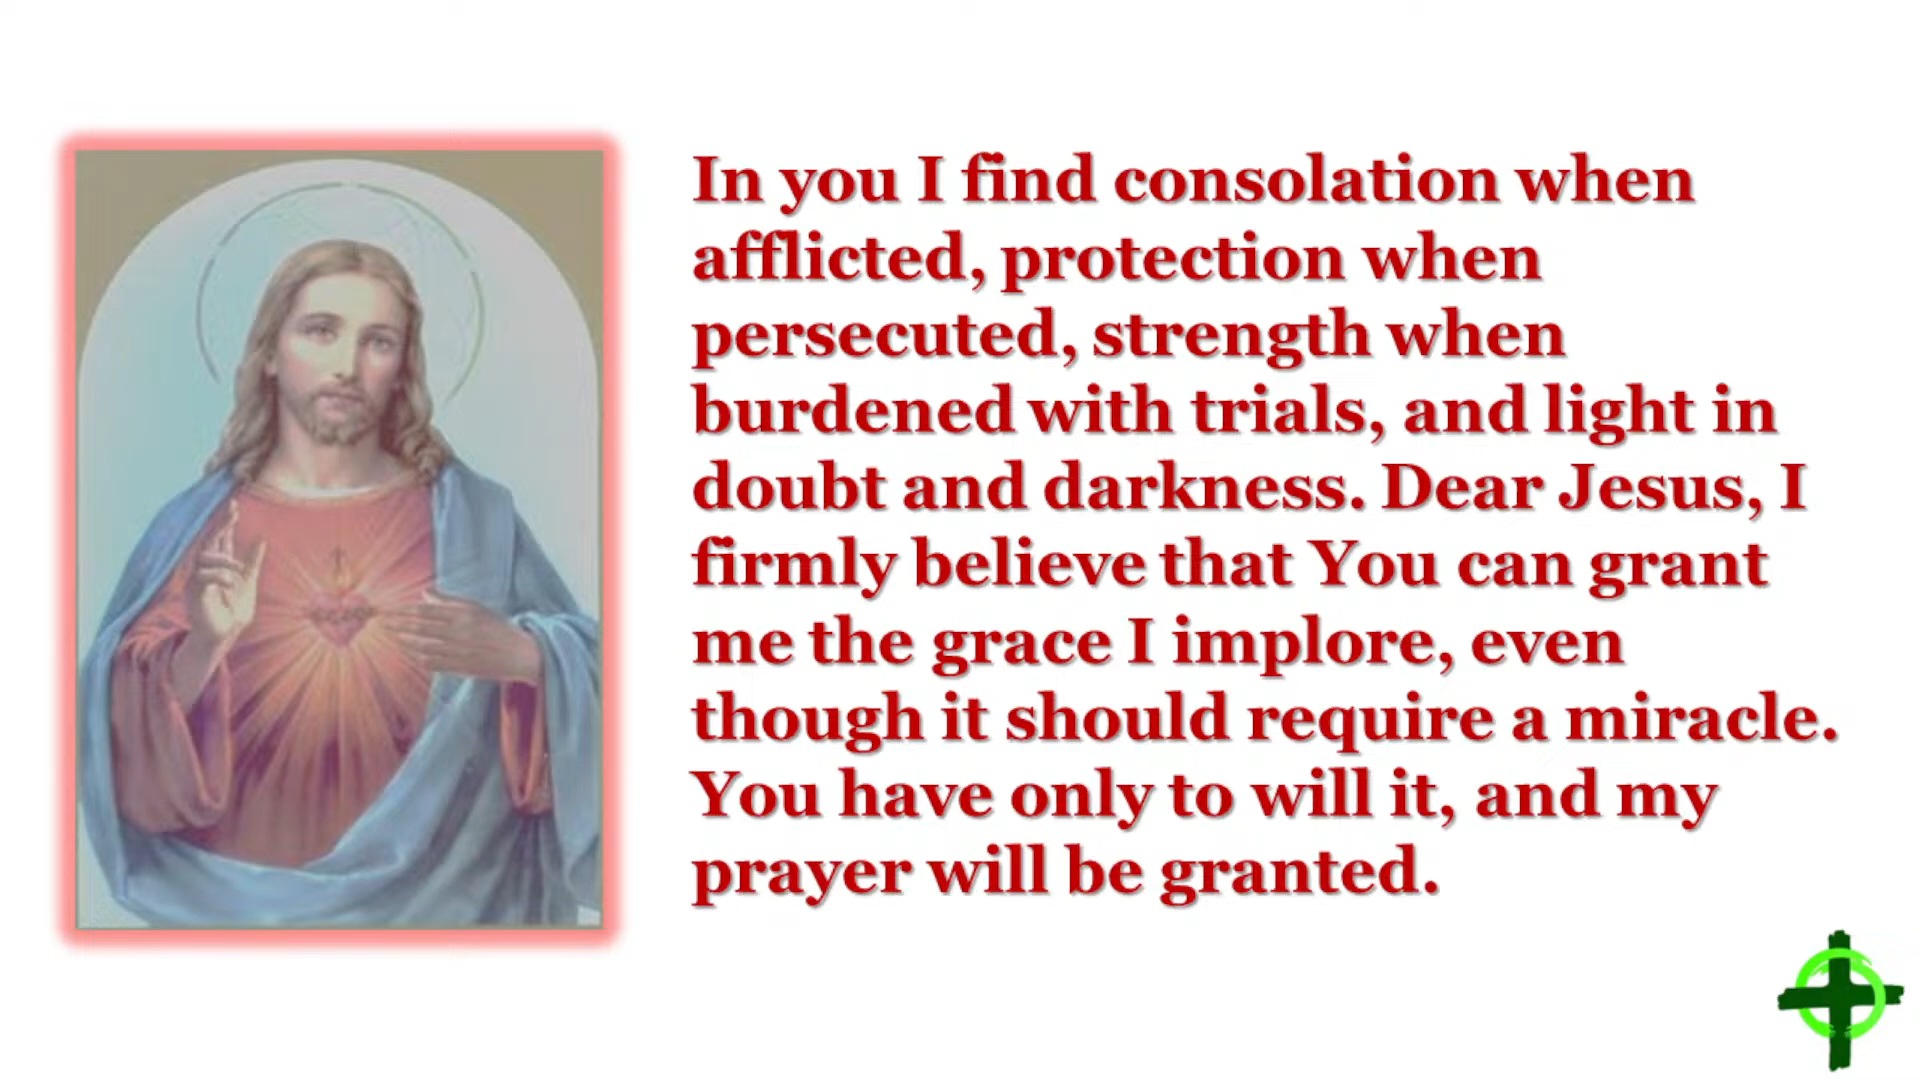 In you I find consolation when
afflicted, protection when
persecuted, strength when
burdened with trials, and light in
doubt and darkness. Dear Jesus, I
firmly believe that You can grant
me the grace I implore, even
though it should require a miracle.
You have only to will it, and my
prayer will be granted.